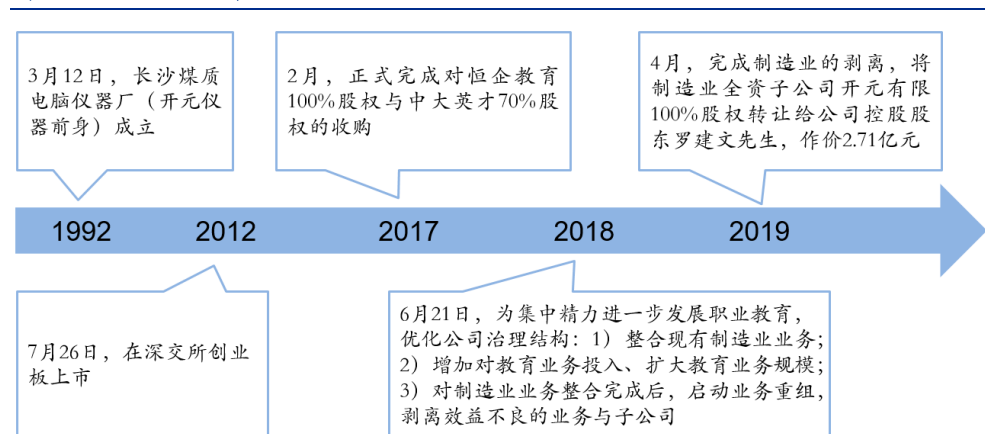 3月12日，长沙煤质
电脑仪器厂（开元仪
器前身）成立
2月，正式完成对恒企教育
100%股权与中大英才70%股
权的收购
4月，完成制造业的剥离，将
制造业全资子公司开元有限
100%股权转让给公司控股股
东罗建文先生，作价2.71亿元
1992 2012 2017 2018 2019
7月26日，在深交所创业
板上市
6月21日，为集中精力进一步发展职业教育，
优化公司治理结构：1）整合现有制造业业务；
2）增加对教育业务投入、扩大教育业务规模；
3）对制造业业务整合完成后，启动业务重组，
剥离效益不良的业务与子公司